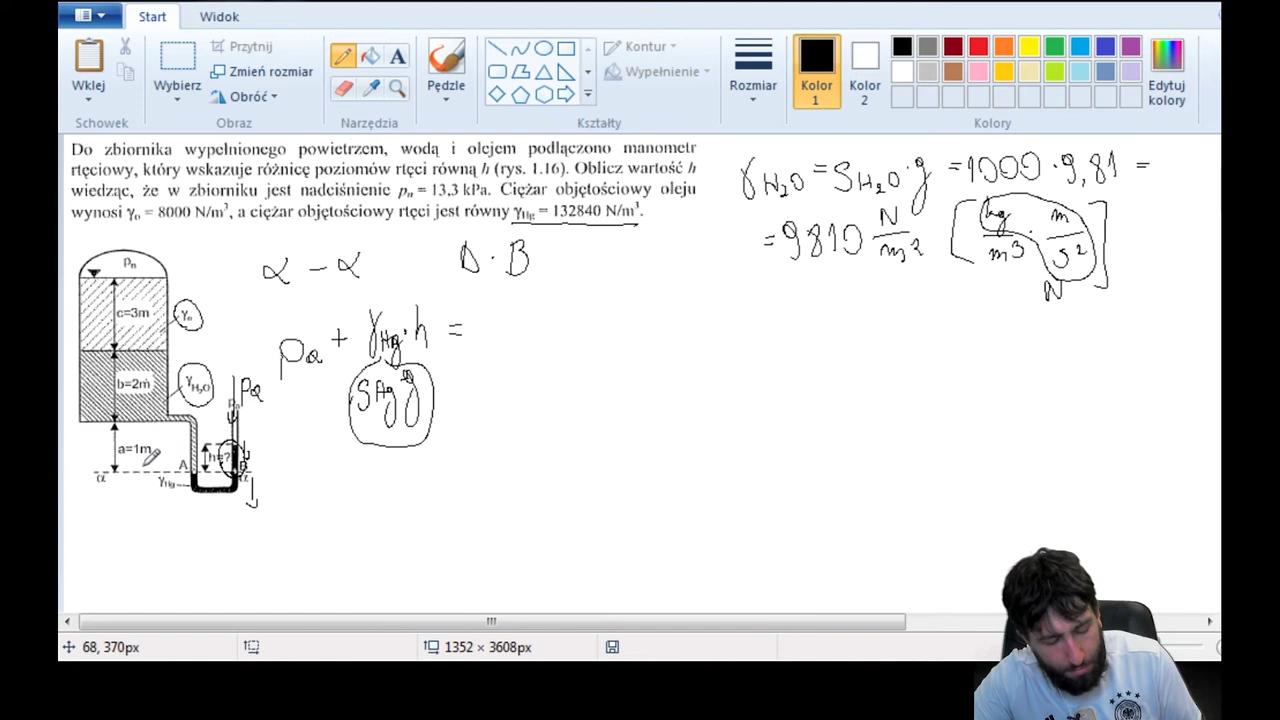 Start
Widok
Wklej
Przytnij
Zmień rozmiar
Wybierz
Obróć
A
Pędzle
Kontur
Wypełnienie
Rozmiar
Kolor 1
Kolor 2
Edytuj kolory
Schowek
Obraz
Narzędzia
Kształty
Kolory
Do zbiornika wypełnionego powietrzem, wodą i olejem podłączono manometr
rtęciowy, który wskazuje różnicę poziomów rtęci równą h (rys. 1.16). Oblicz wartość h
wiedząc, że w zbiorniku jest nadciśnienie pₙ = 13,3 kPa. Ciężar objętościowy oleju
wynosi γₒ = 8000 N/m³, a ciężar objętościowy rtęci jest równy γHg = 132840 N/m³.
γH₂O = ρH₂O · g = 1000 · 9,81 =
= 9810 N/m² [kg/m³ · m/s²]
N
α – α
pₙ
c=3m
γₒ
b=2m
γH₂O
pa
a=1m
A
h=?
α
α
γHg
pa + γHg · h =
ρHg g
68, 370px
1352 × 3608px